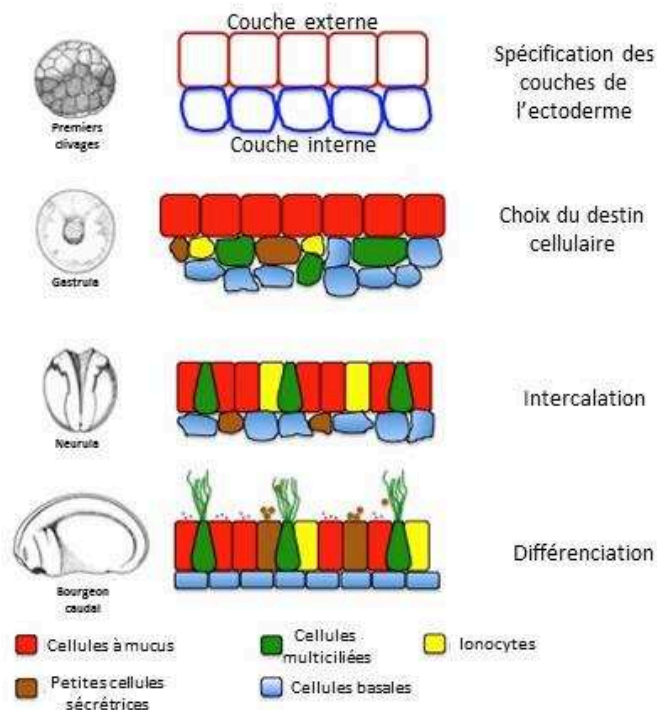 Couche externe
Spécification des
couches de
l'ectoderme
Premiers
clivages
Couche interne
Choix du destin
cellulaire
Gastrula
Intercalation
Neurula
Différenciation
Bourgeon
caudal
Cellules à mucus
Cellules
multiciliées
Ionocytes
Petites cellules
sécrétrices
Cellules basales